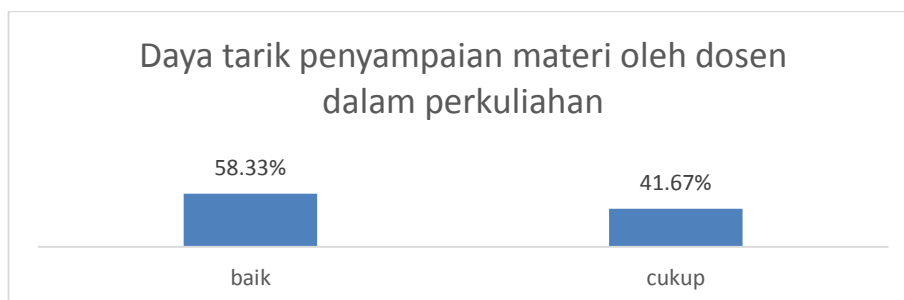 Daya tarik penyampaian materi oleh dosen
dalam perkuliahan
58.33%
41.67%
baik
cukup